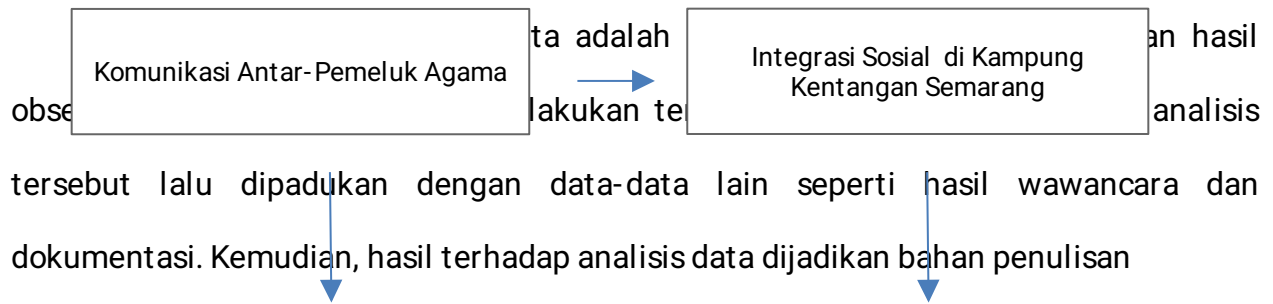 ta adalah an hasil
Komunikasi Antar-Pemeluk Agama
Integrasi Sosial di Kampung
Kentangan Semarang
obse lakukan te analisis
tersebut lalu dipadukan dengan data-data lain seperti hasil wawancara dan
dokumentasi. Kemudian, hasil terhadap analisis data dijadikan bahan penulisan